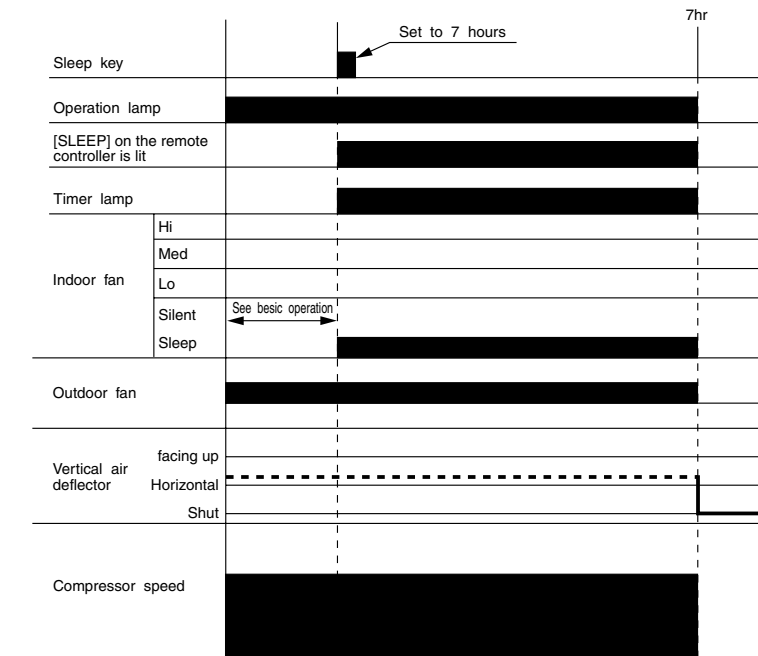 7hr
Set to 7 hours
Sleep key
Operation lamp
[SLEEP] on the remote
controller is lit
Timer lamp
Hi
Med
Indoor fan
Lo
See besic operation
Silent
Sleep
Outdoor fan
facing up
Vertical air
deflector
Horizontal
Shut
Compressor speed